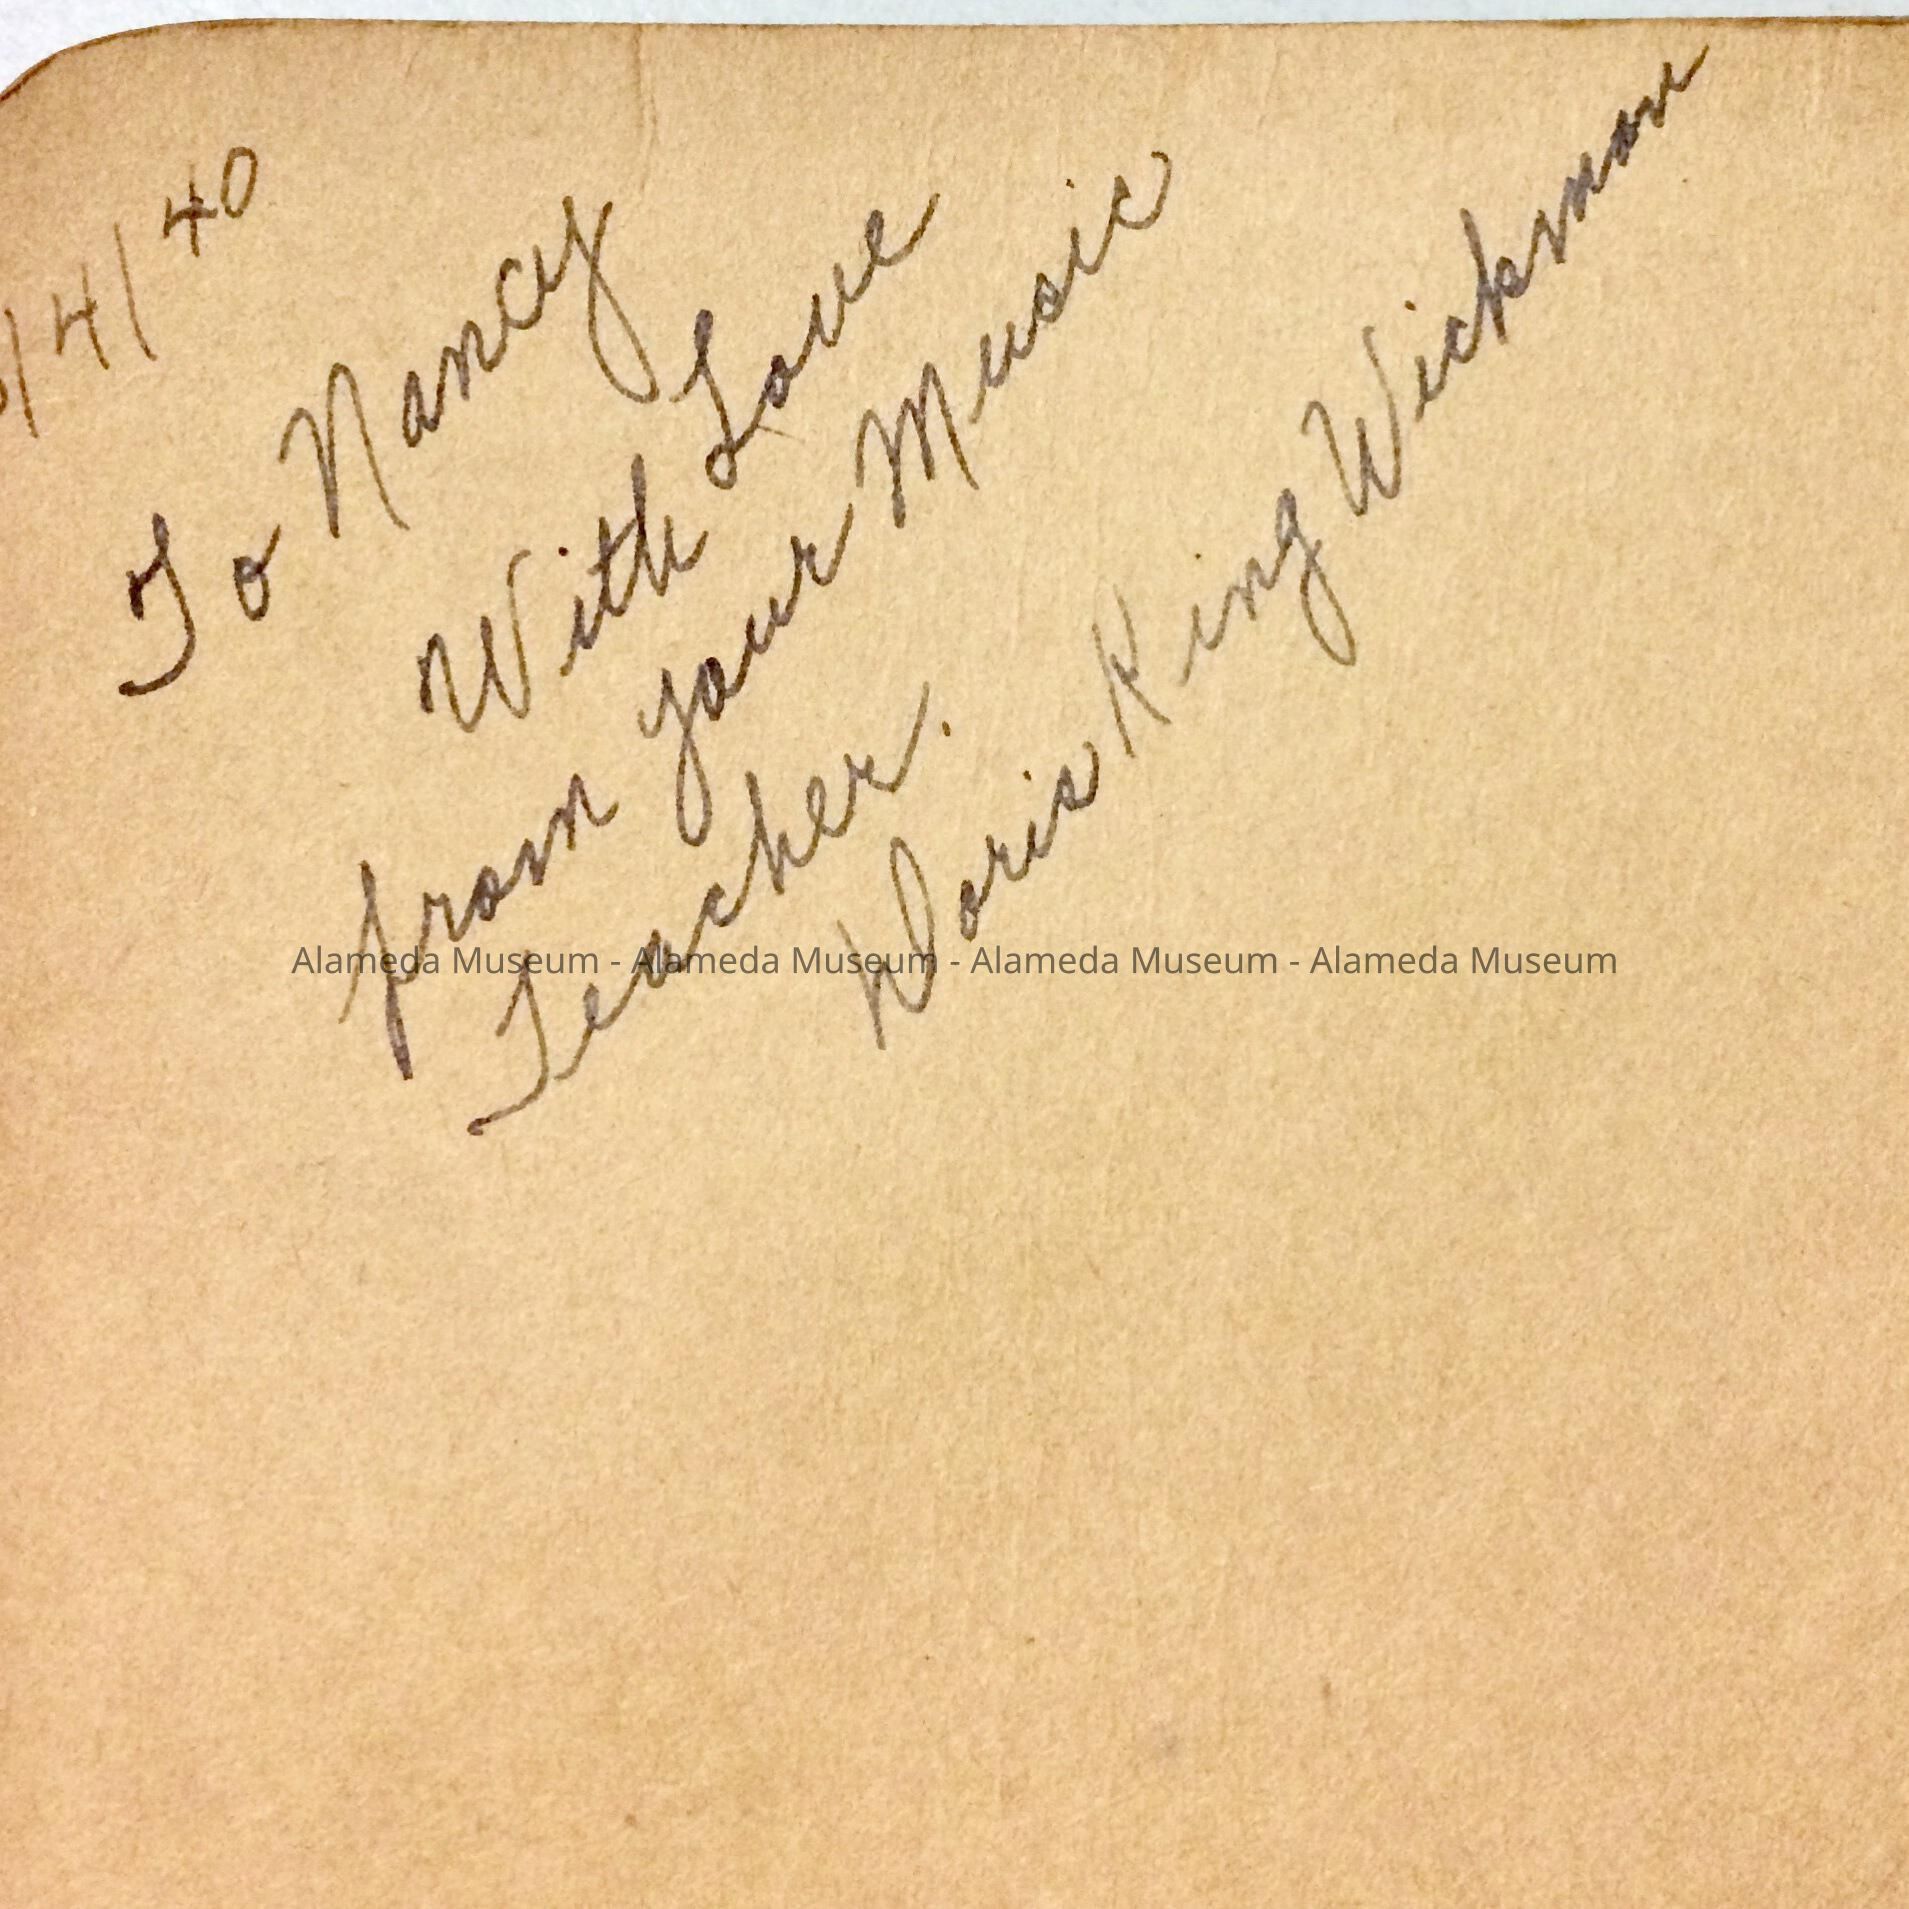 /4/40
To Nancy
With Love
from your Music
Teacher.
Doris King Wickman
Alameda Museum - Alameda Museum - Alameda Museum - Alameda Museum